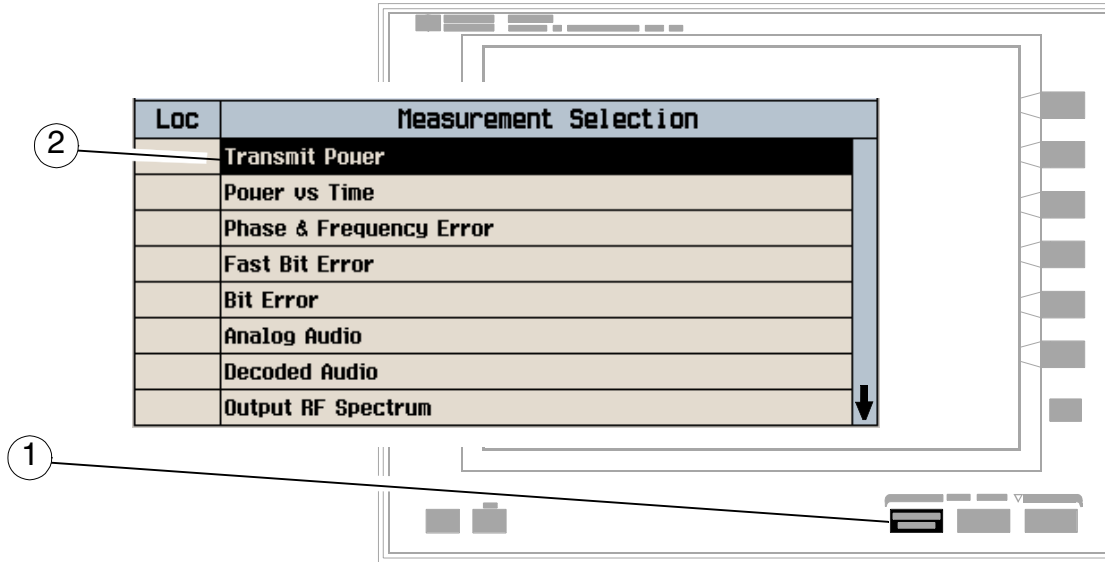 Loc Measurement Selection
2
Transmit Power
Power vs Time
Phase & Frequency Error
Fast Bit Error
Bit Error
Analog Audio
Decoded Audio
Output RF Spectrum
1